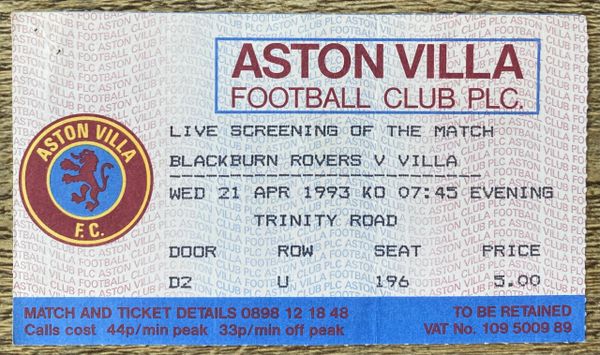 ASTON VILLA
FOOTBALL CLUB PLC.
LIVE SCREENING OF THE MATCH
BLACKBURN ROVERS V VILLA
WED 21 APR 1993 KO 07:45 EVENING
TRINITY ROAD
DOOR ROW SEAT PRICE
D2 U 196 5.00
ASTON VILLA
F.C.
MATCH AND TICKET DETAILS 0898 12 18 48
Calls cost 44p/min peak 33p/min off peak
TO BE RETAINED
VAT No. 109 5009 89